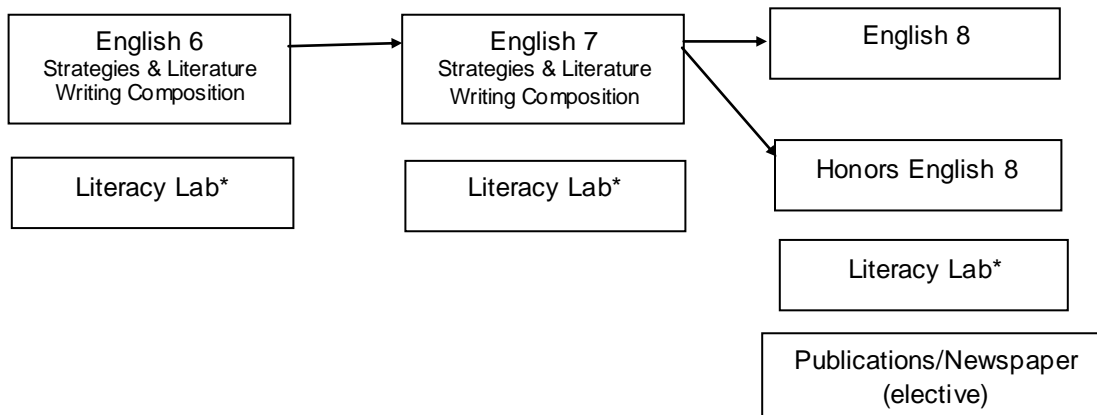 English 6
Strategies & Literature
Writing Composition
Literacy Lab*
English 7
Strategies & Literature
Writing Composition
Literacy Lab*
English 8
Honors English 8
Literacy Lab*
Publications/Newspaper
(elective)